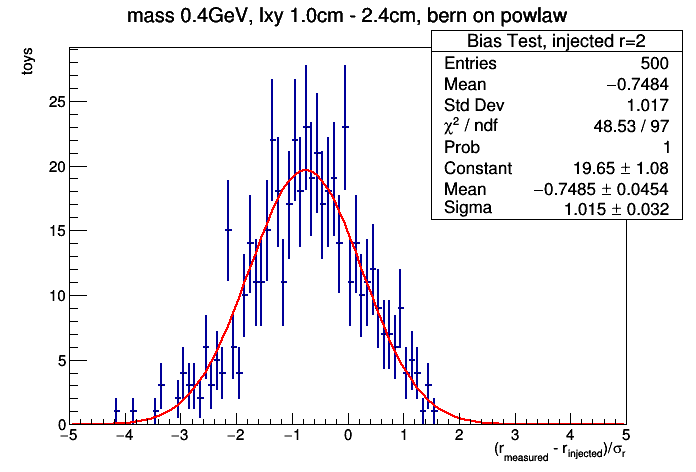 mass 0.4GeV, lxy 1.0cm - 2.4cm, bern on powlaw
toys
Bias Test, injected r=2
Entries 500
Mean −0.7484
Std Dev 1.017
χ² / ndf 48.53 / 97
Prob 1
Constant 19.65 ± 1.08
Mean −0.7485 ± 0.0454
Sigma 1.015 ± 0.032
25
20
15
10
5
0
−5 −4 −3 −2 −1 0 1 2 3 4 5
(r_measured - r_injected)/σ_r